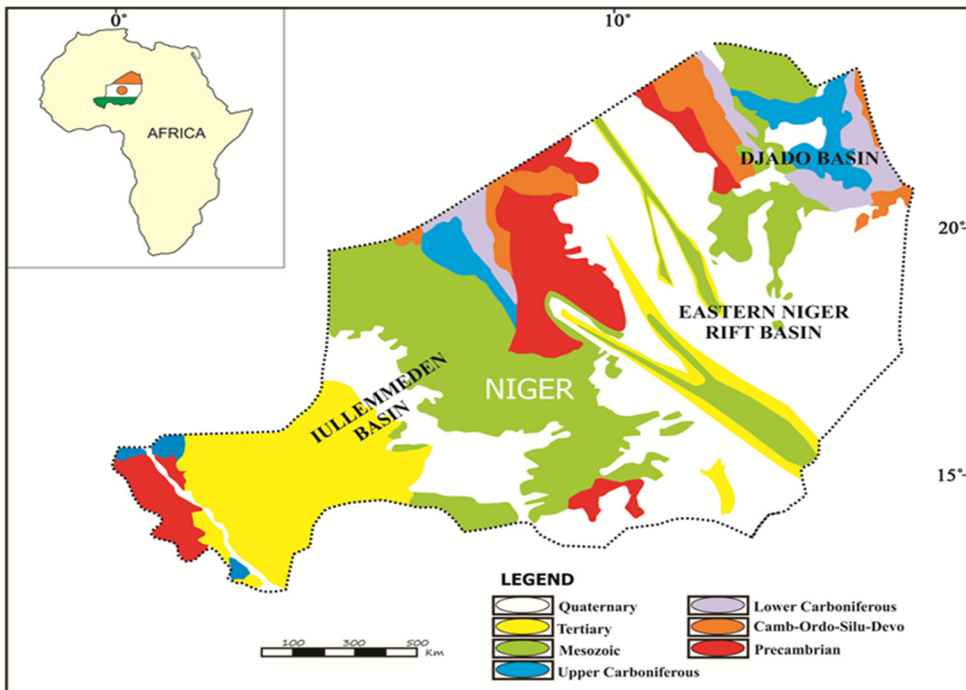 0°
10°
AFRICA
DJADO BASIN
20°
EASTERN NIGER
RIFT BASIN
NIGER
IULLEMMEDEN
BASIN
15°
LEGEND
Quaternary
Tertiary
Mesozoic
Upper Carboniferous
Lower Carboniferous
Camb-Ordo-Silu-Devo
Precambrian
100 300 500
Km